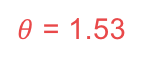 θ = 1.53